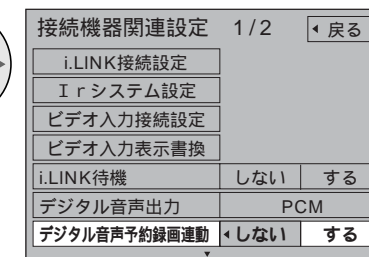 接続機器関連設定 1/2 戻る
i.LINK接続設定
Ｉｒシステム設定
ビデオ入力接続設定
ビデオ入力表示書換
i.LINK待機 しない する
デジタル音声出力 PCM
デジタル音声予約録画連動 しない する